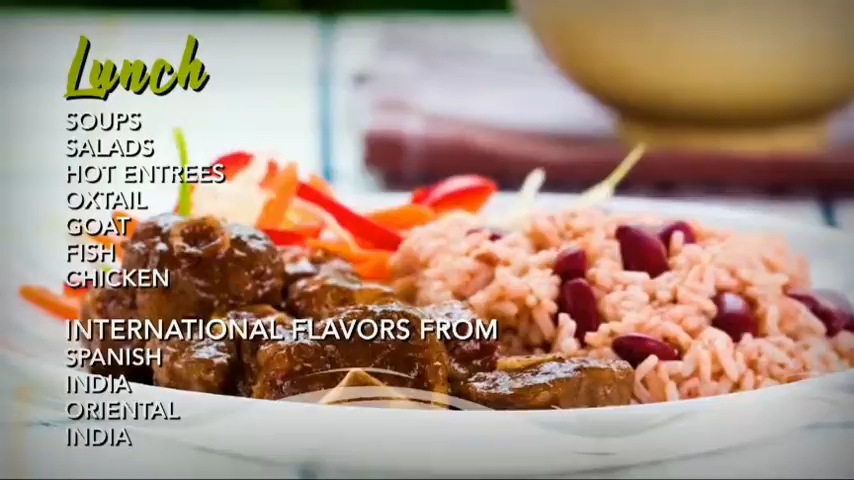 Lunch
SOUPS
SALADS
HOT ENTREES
OXTAIL
GOAT
FISH
CHICKEN
INTERNATIONAL FLAVORS FROM
SPANISH
INDIA
ORIENTAL
INDIA